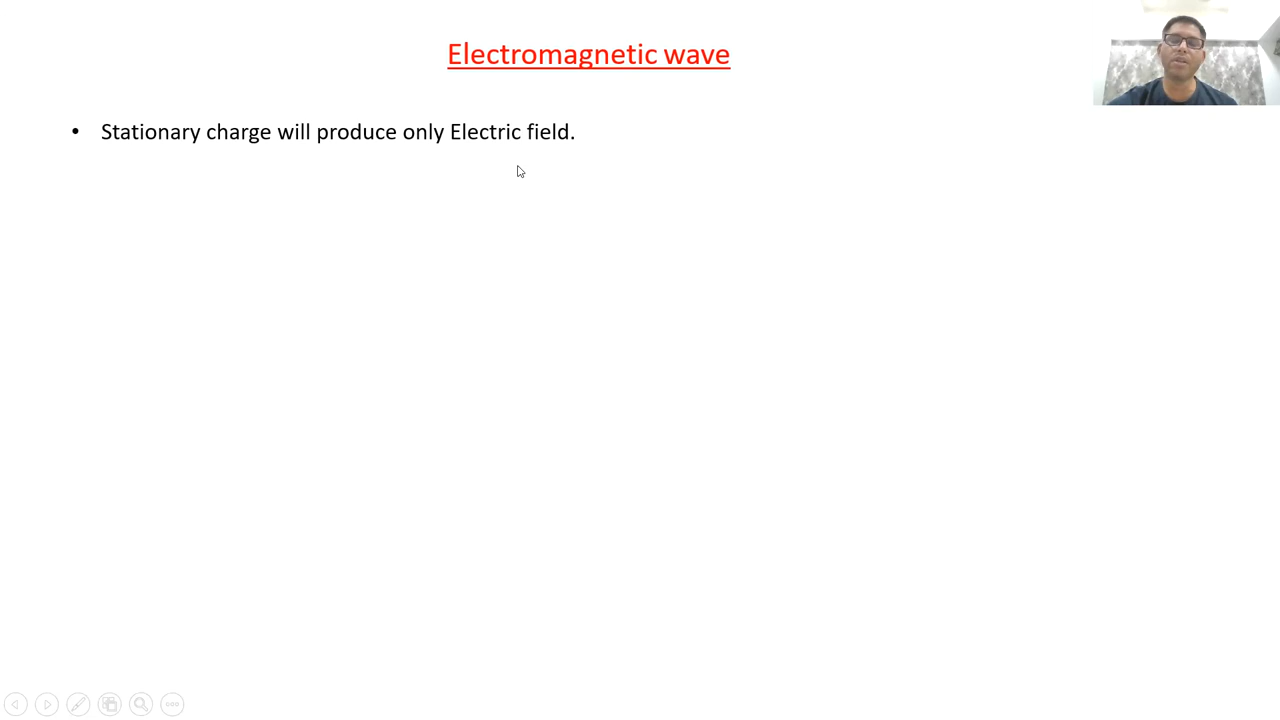 Electromagnetic wave
• Stationary charge will produce only Electric field.